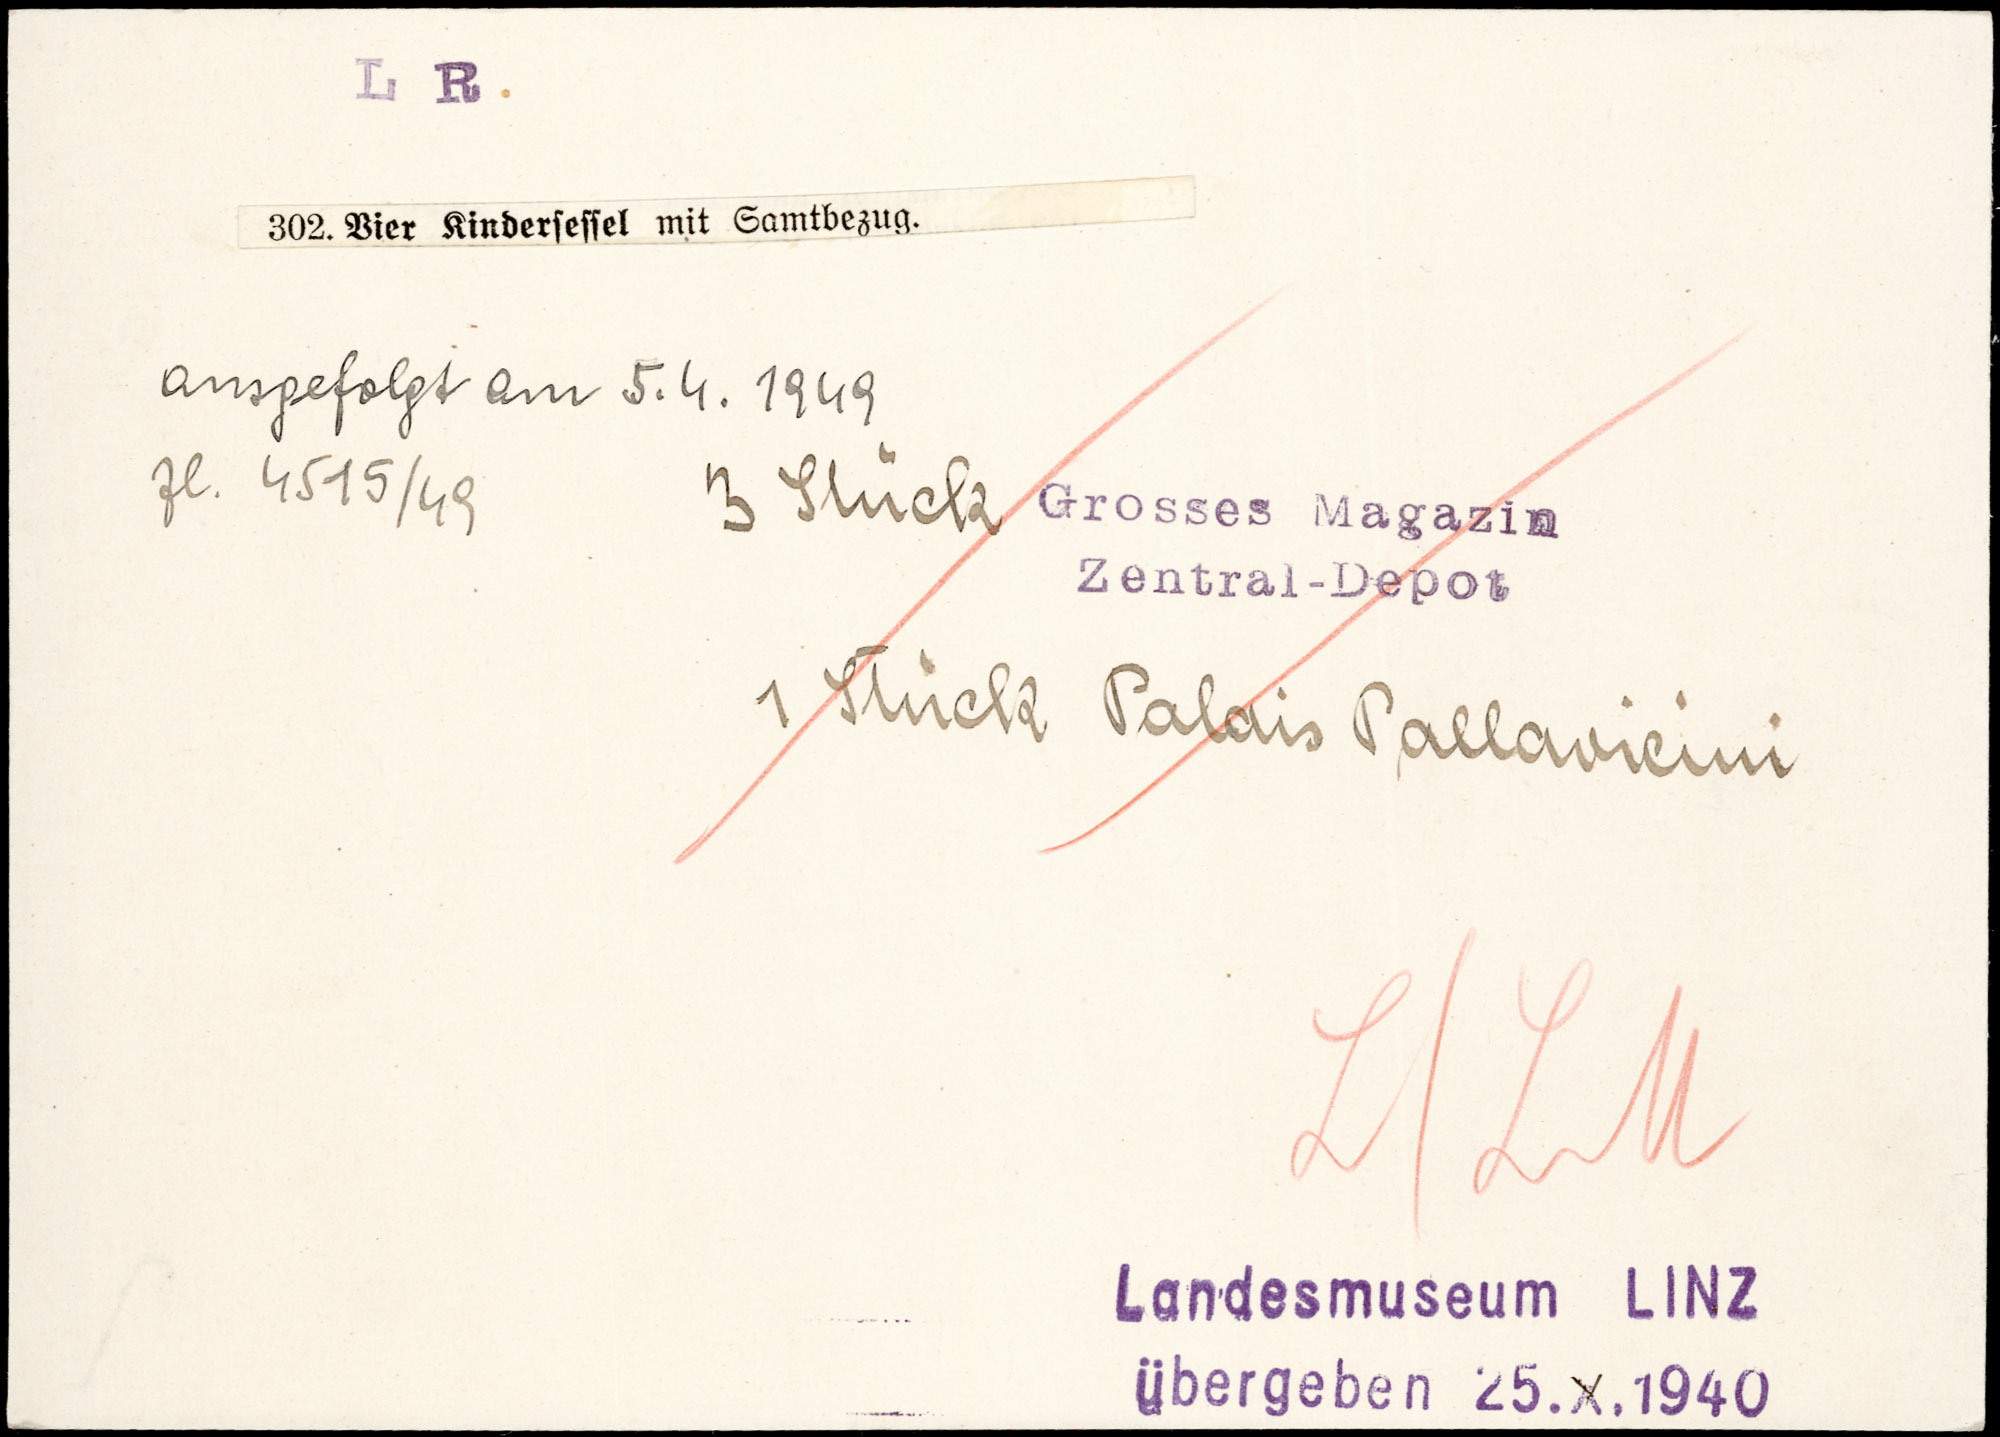 L R.
302. Vier Kinderseſſel mit Samtbezug.
ausgefolgt am 5.4. 1949
Zl. 4515/49
3 Stück Grosses Magazin
Zentral-Depot
1 Stück Palais Pallavicini
L/LM
Landesmuseum LINZ
übergeben 25.X.1940